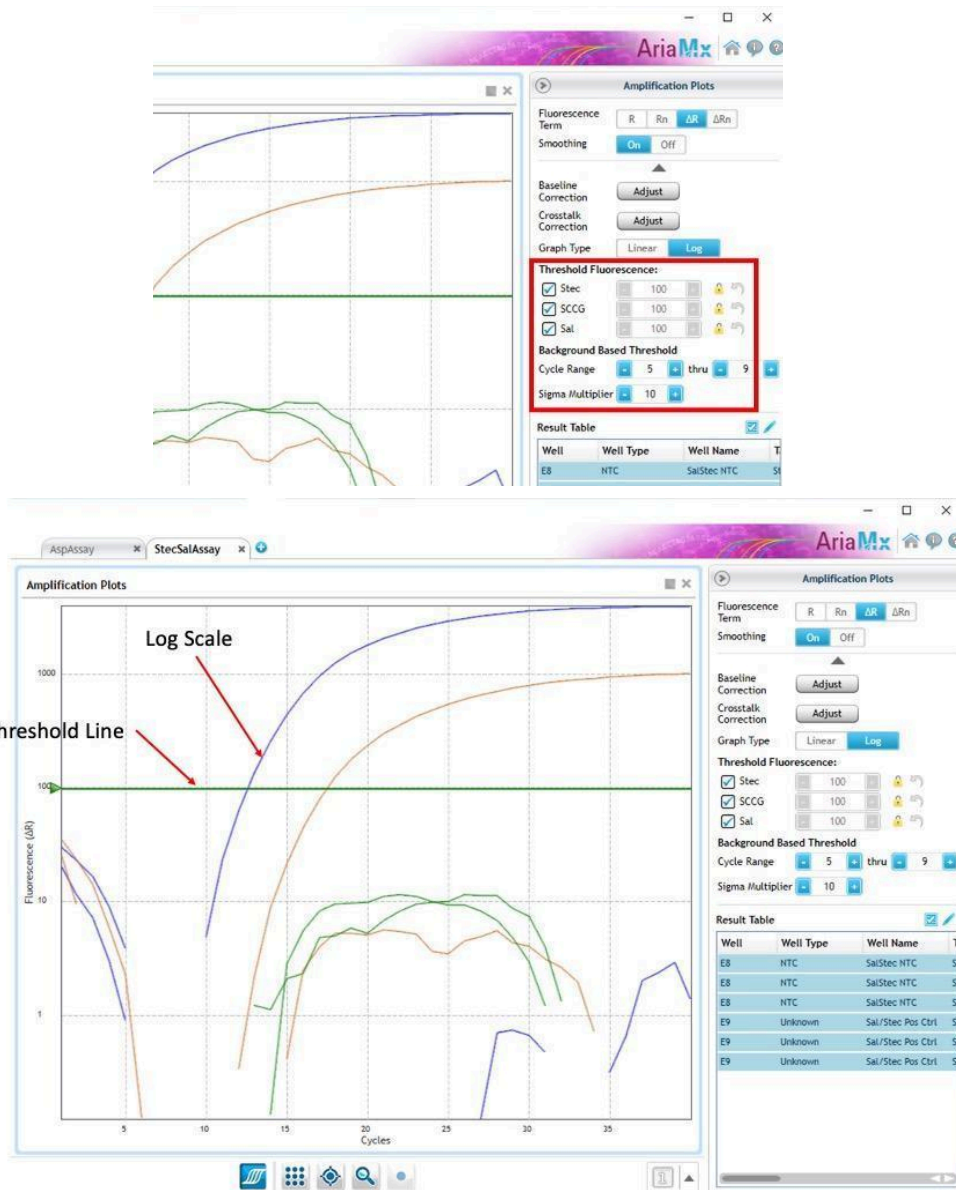 AriaMx
Amplification Plots
Fluorescence Term R Rn ΔR ΔRn
Smoothing On Off
Baseline Correction Adjust
Crosstalk Correction Adjust
Graph Type Linear Log
Threshold Fluorescence:
Stec 100
SCCG 100
Sal 100
Background Based Threshold
Cycle Range - 5 + thru - 9 +
Sigma Multiplier - 10 +
Result Table
Well Well Type Well Name T
E8 NTC SalStec NTC St
AspAssay StecSalAssay
AriaMx
Amplification Plots
Log Scale
hreshold Line
1000
100
10
1
Fluorescence (ΔR)
5 10 15 20 25 30 35
Cycles
1
Amplification Plots
Fluorescence Term R Rn ΔR ΔRn
Smoothing On Off
Baseline Correction Adjust
Crosstalk Correction Adjust
Graph Type Linear Log
Threshold Fluorescence:
Stec 100
SCCG 100
Sal 100
Background Based Threshold
Cycle Range - 5 + thru - 9 +
Sigma Multiplier - 10 +
Result Table
Well Well Type Well Name T
E8 NTC SalStec NTC S
E8 NTC SalStec NTC S
E8 NTC SalStec NTC S
E9 Unknown Sal/Stec Pos Ctrl S
E9 Unknown Sal/Stec Pos Ctrl S
E9 Unknown Sal/Stec Pos Ctrl S